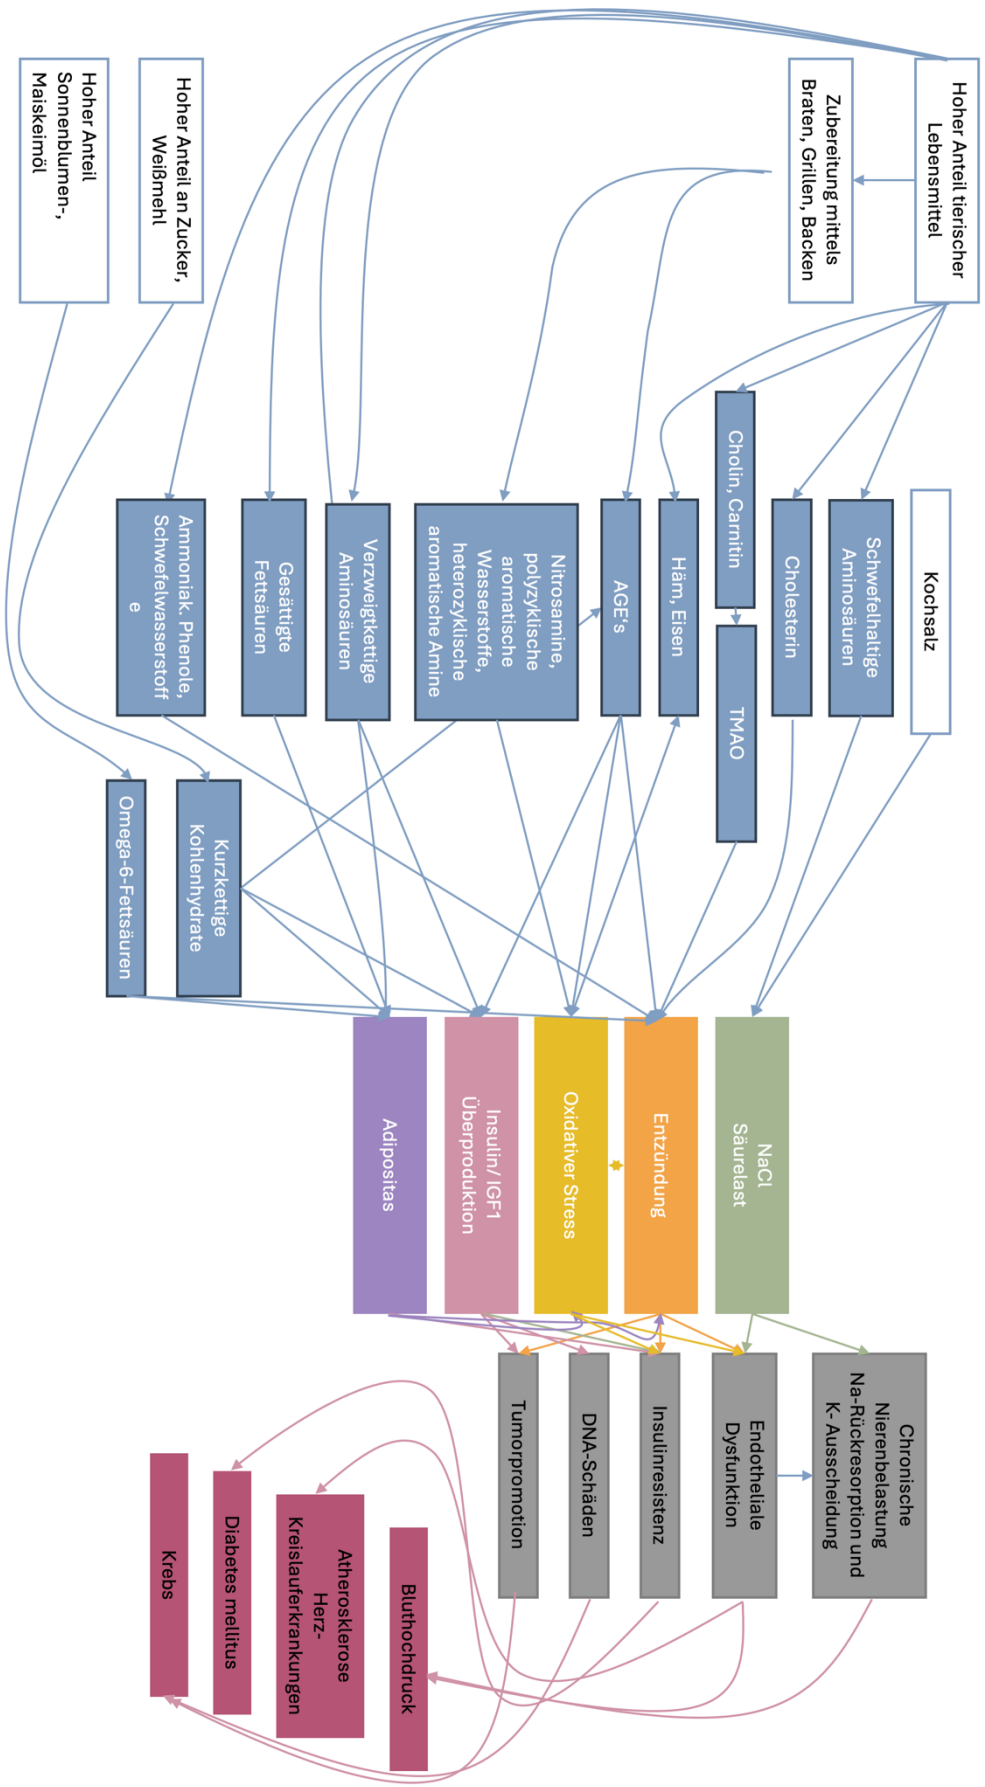 Hoher Anteil tierischer
Lebensmittel
Zubereitung mittels
Braten, Grillen, Backen
Hoher Anteil an Zucker,
Weißmehl
Hoher Anteil
Sonnenblumen-,
Maiskeimöl
Kochsalz
Schwefelhaltige
Aminosäuren
Cholesterin
Cholin, Carnitin
TMAO
Häm, Eisen
AGE's
Nitrosamine,
polyzyklische
aromatische
Wasserstoffe,
heterozyklische
aromatische Amine
Verzweigtkettige
Aminosäuren
Gesättigte
Fettsäuren
Ammoniak. Phenole,
Schwefelwasserstoff
e
Kurzkettige
Kohlenhydrate
Omega-6-Fettsäuren
NaCl
Säurelast
Entzündung
Oxidativer Stress
Insulin/ IGF1
Überproduktion
Adipositas
Chronische
Nierenbelastung
Na-Rückresorption und
K- Ausscheidung
Endotheliale
Dysfunktion
Insulinresistenz
DNA-Schäden
Tumorpromotion
Bluthochdruck
Atherosklerose
Herz-
Kreislauferkrankungen
Diabetes mellitus
Krebs